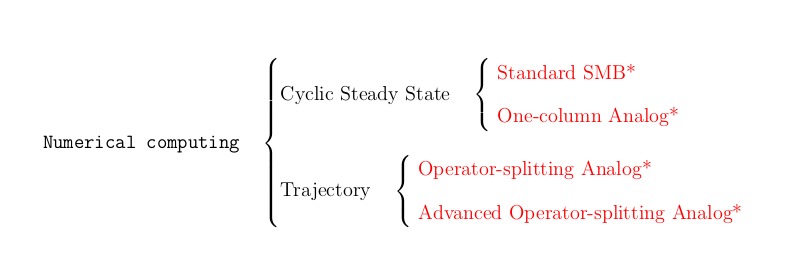 Numerical computing
Cyclic Steady State
Standard SMB*
One-column Analog*
Trajectory
Operator-splitting Analog*
Advanced Operator-splitting Analog*